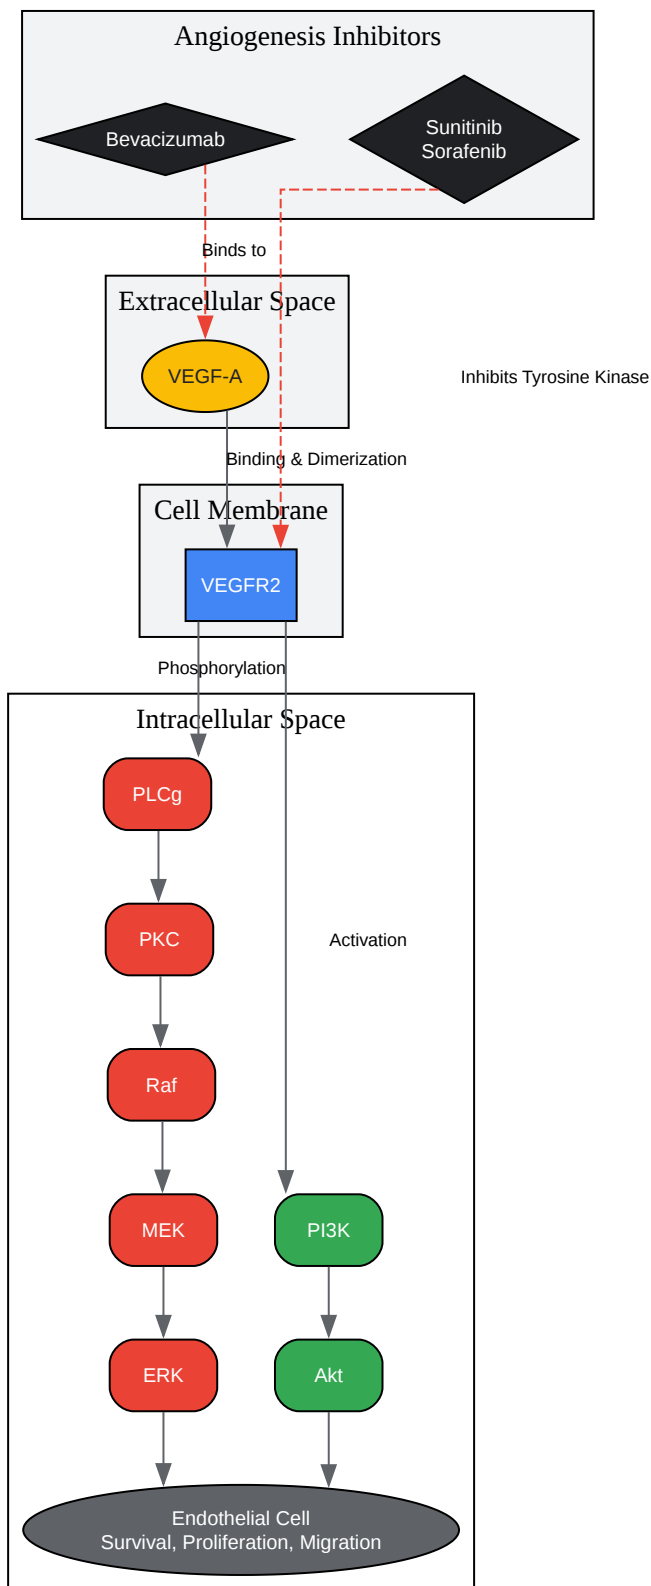 Angiogenesis Inhibitors
Bevacizumab
Sunitinib
Sorafenib
Binds to
Extracellular Space
VEGF-A
Inhibits Tyrosine Kinase
Binding & Dimerization
Cell Membrane
VEGFR2
Phosphorylation
Intracellular Space
PLCg
PKC
Activation
Raf
MEK
PI3K
ERK
Akt
Endothelial Cell
Survival, Proliferation, Migration